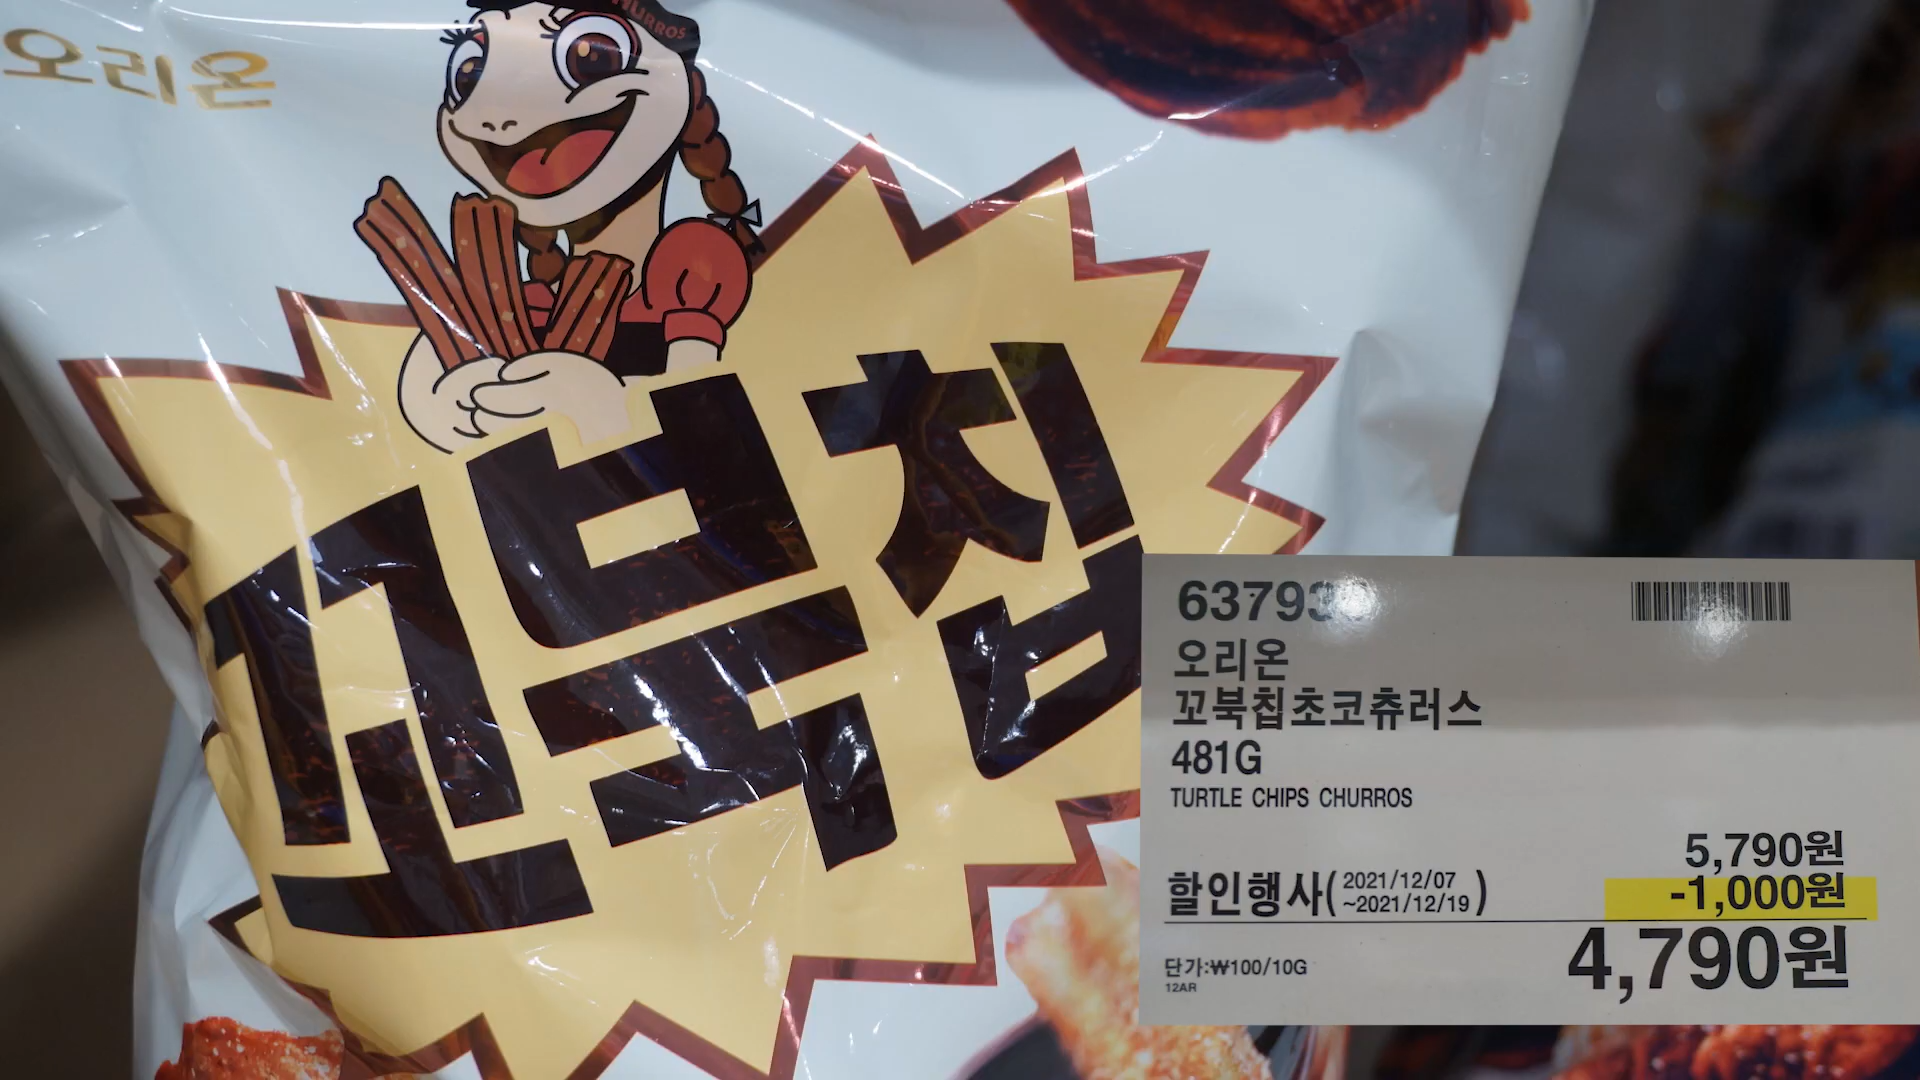 CHURROS
오리온
꼬북칩
오리온
꼬북칩초코츄러스
481G
TURTLE CHIPS CHURROS
5,790원
-1,000원
할인행사( 2021/12/07
~2021/12/19 )
4,790원
단가:₩100/10G
12AR